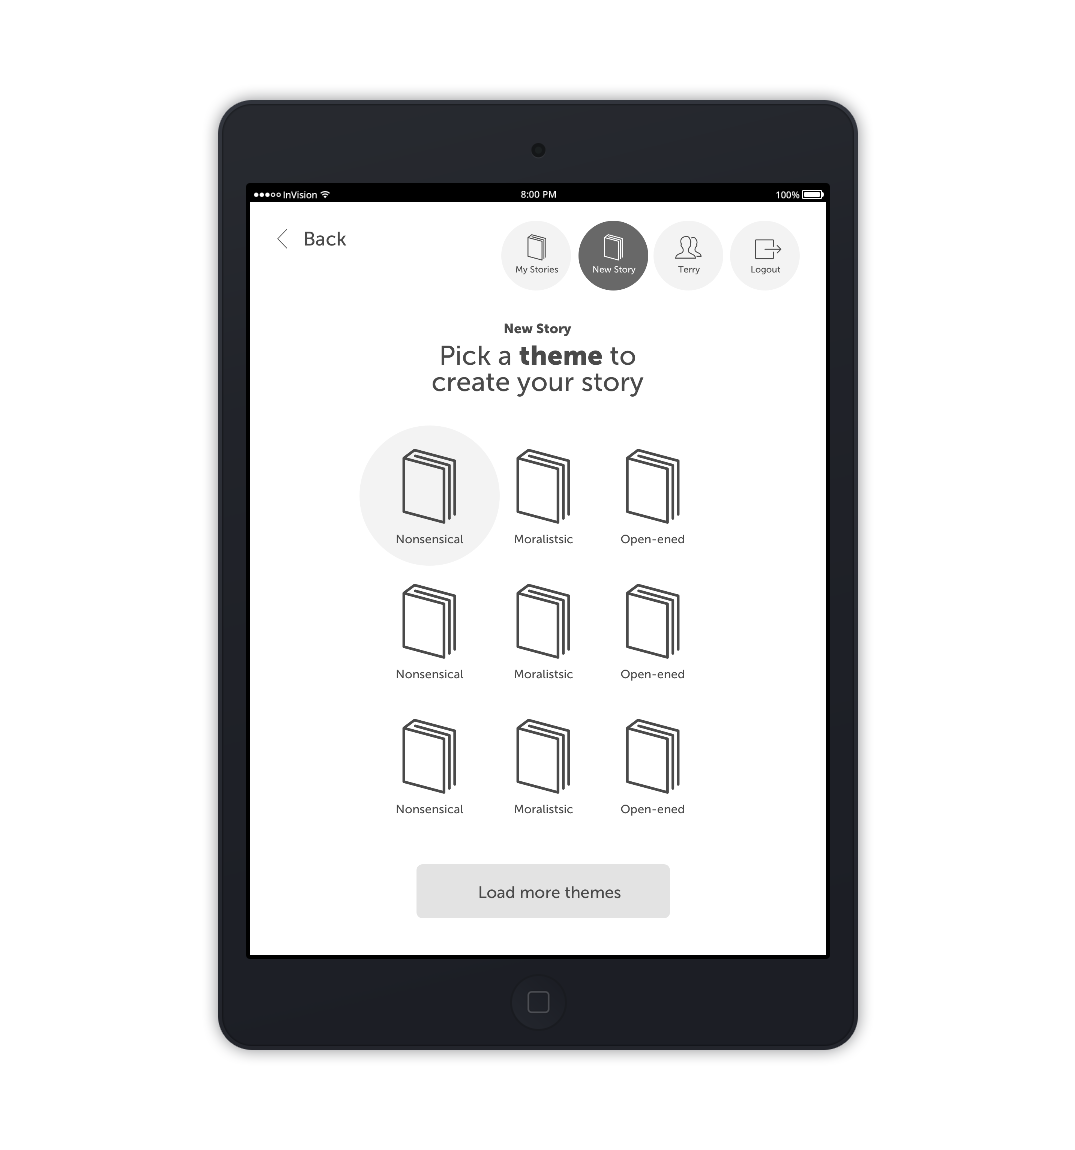 InVision 8:00 PM 100%
Back
My Stories New Story Terry Logout
New Story
Pick a theme to
create your story
Nonsensical Moralistsic Open-ened
Nonsensical Moralistsic Open-ened
Nonsensical Moralistsic Open-ened
Load more themes